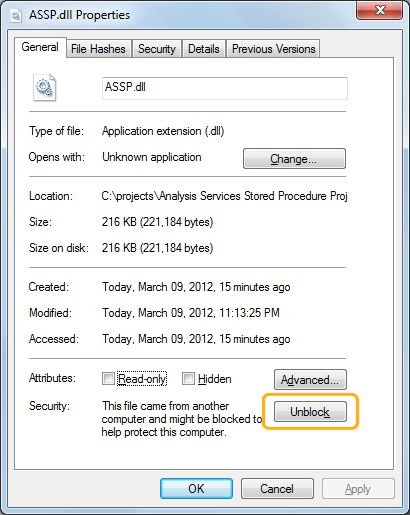 ASSP.dll Properties
General File Hashes Security Details Previous Versions
ASSP.dll
Type of file: Application extension (.dll)
Opens with: Unknown application Change...
Location: C:\projects\Analysis Services Stored Procedure Proj
Size: 216 KB (221,184 bytes)
Size on disk: 216 KB (221,184 bytes)
Created: Today, March 09, 2012, 15 minutes ago
Modified: Today, March 09, 2012, 11:13:25 PM
Accessed: Today, March 09, 2012, 15 minutes ago
Attributes: Read-only Hidden Advanced...
Security: This file came from another
computer and might be blocked to
help protect this computer.
Unblock
OK Cancel Apply